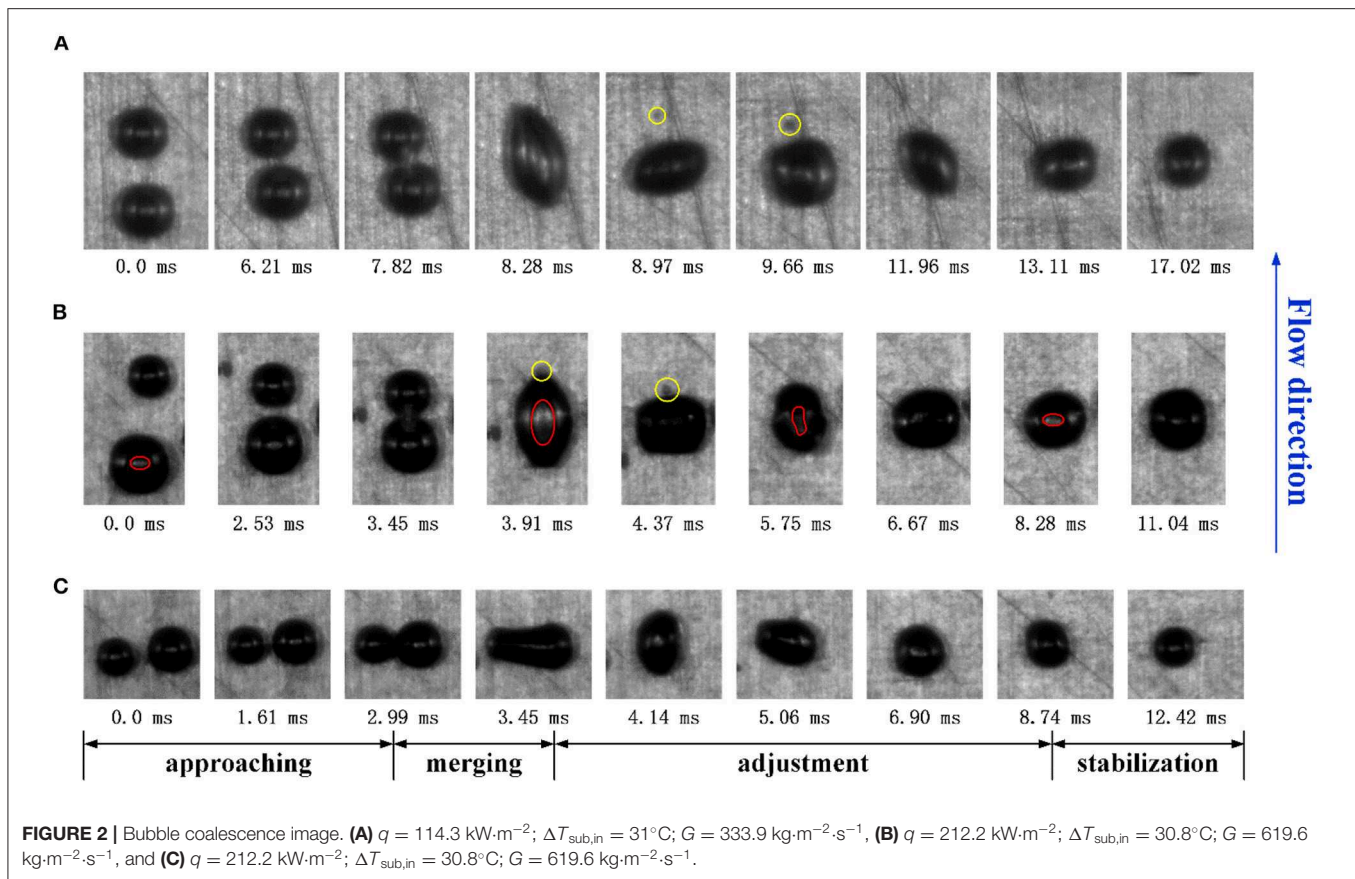 A
0.0 ms 6.21 ms 7.82 ms 8.28 ms 8.97 ms 9.66 ms 11.96 ms 13.11 ms 17.02 ms
B
0.0 ms 2.53 ms 3.45 ms 3.91 ms 4.37 ms 5.75 ms 6.67 ms 8.28 ms 11.04 ms
Flow direction
C
0.0 ms 1.61 ms 2.99 ms 3.45 ms 4.14 ms 5.06 ms 6.90 ms 8.74 ms 12.42 ms
approaching merging adjustment stabilization
FIGURE 2 | Bubble coalescence image. (A) q = 114.3 kW·m⁻²; ΔTsub,in = 31°C; G = 333.9 kg·m⁻²·s⁻¹, (B) q = 212.2 kW·m⁻²; ΔTsub,in = 30.8°C; G = 619.6
kg·m⁻²·s⁻¹, and (C) q = 212.2 kW·m⁻²; ΔTsub,in = 30.8°C; G = 619.6 kg·m⁻²·s⁻¹.